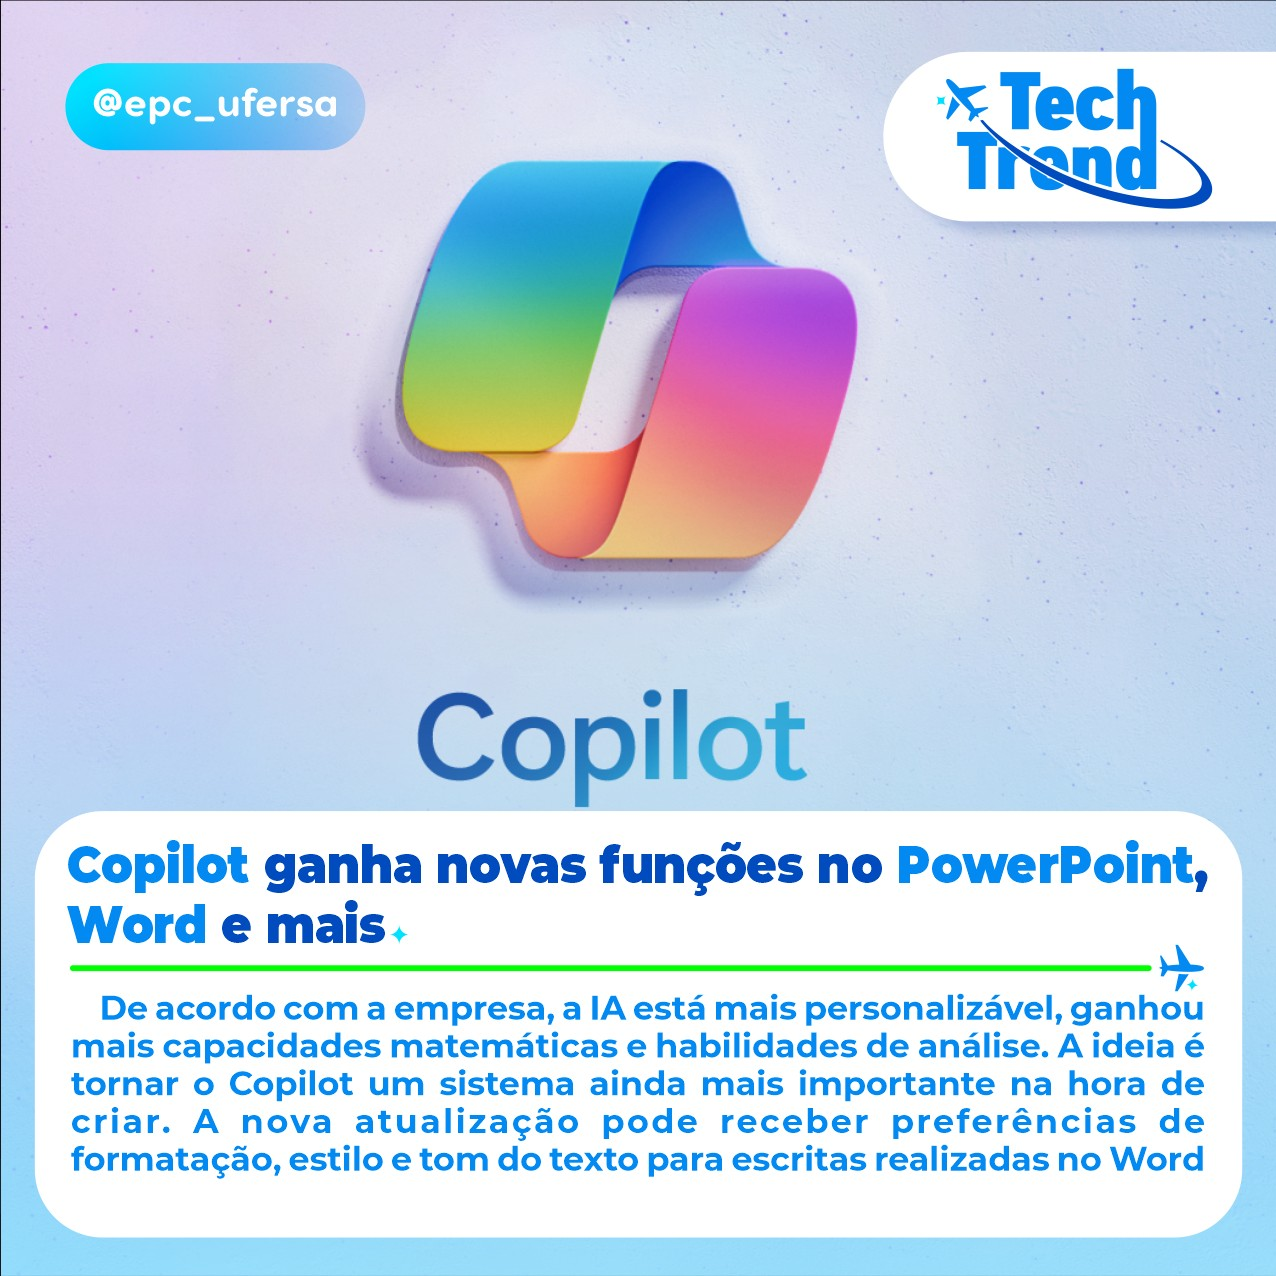 @epc_ufersa
Tech
Trend
Copilot
Copilot ganha novas funções no PowerPoint,
Word e mais
De acordo com a empresa, a IA está mais personalizável, ganhou
mais capacidades matemáticas e habilidades de análise. A ideia é
tornar o Copilot um sistema ainda mais importante na hora de
criar. A nova atualização pode receber preferências de
formatação, estilo e tom do texto para escritas realizadas no Word